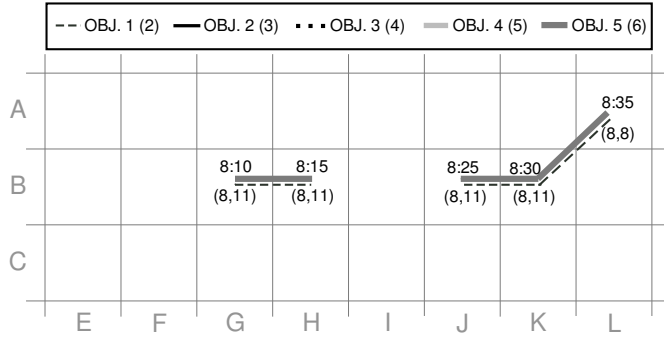 OBJ. 1 (2) OBJ. 2 (3) OBJ. 3 (4) OBJ. 4 (5) OBJ. 5 (6)
A
8:35
(8,8)
8:10 8:15 8:25 8:30
B
(8,11) (8,11) (8,11) (8,11)
C
E F G H I J K L